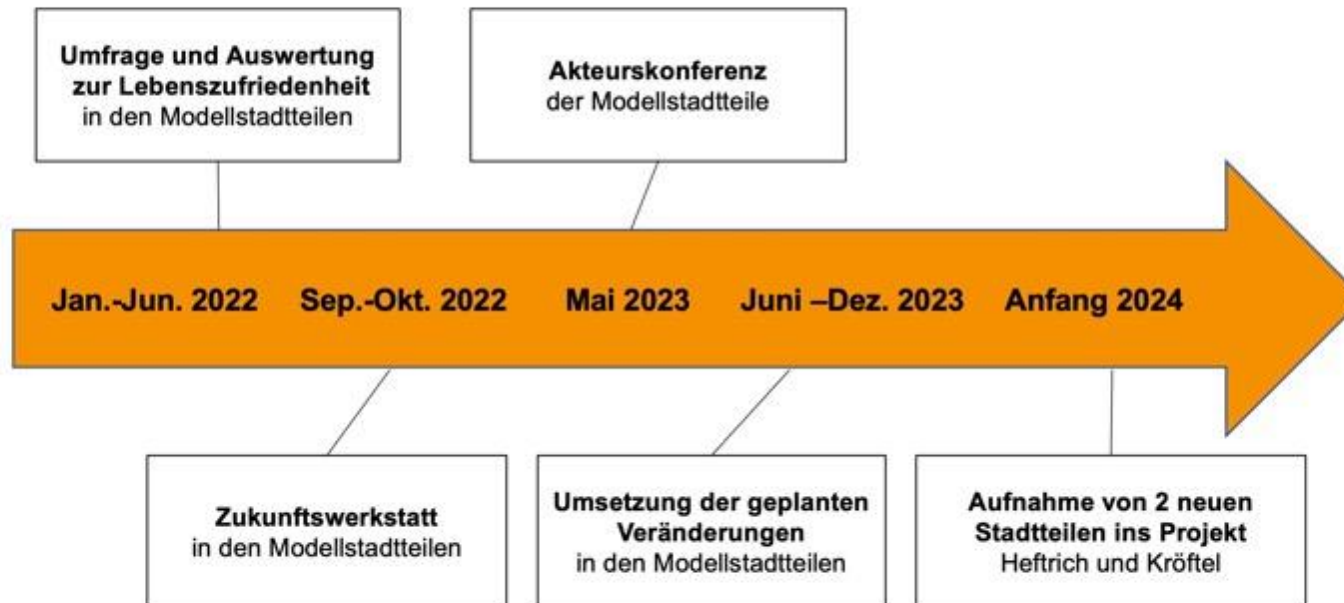 Umfrage und Auswertung
zur Lebenszufriedenheit
in den Modellstadtteilen
Akteurskonferenz
der Modellstadtteile
Jan.-Jun. 2022
Sep.-Okt. 2022
Mai 2023
Juni –Dez. 2023
Anfang 2024
Zukunftswerkstatt
in den Modellstadtteilen
Umsetzung der geplanten
Veränderungen
in den Modellstadtteilen
Aufnahme von 2 neuen
Stadtteilen ins Projekt
Heftrich und Kröftel